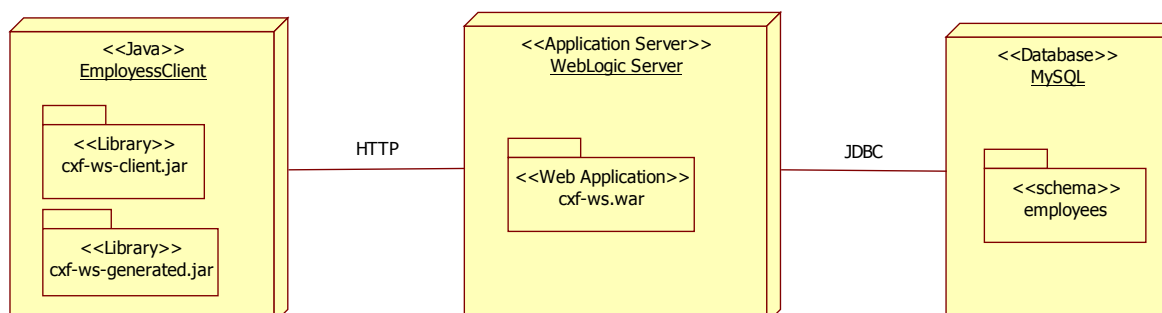 <<Java>>
EmployessClient
<<Library>>
cxf-ws-client.jar
<<Library>>
cxf-ws-generated.jar
HTTP
<<Application Server>>
WebLogic Server
<<Web Application>>
cxf-ws.war
JDBC
<<Database>>
MySQL
<<schema>>
employees